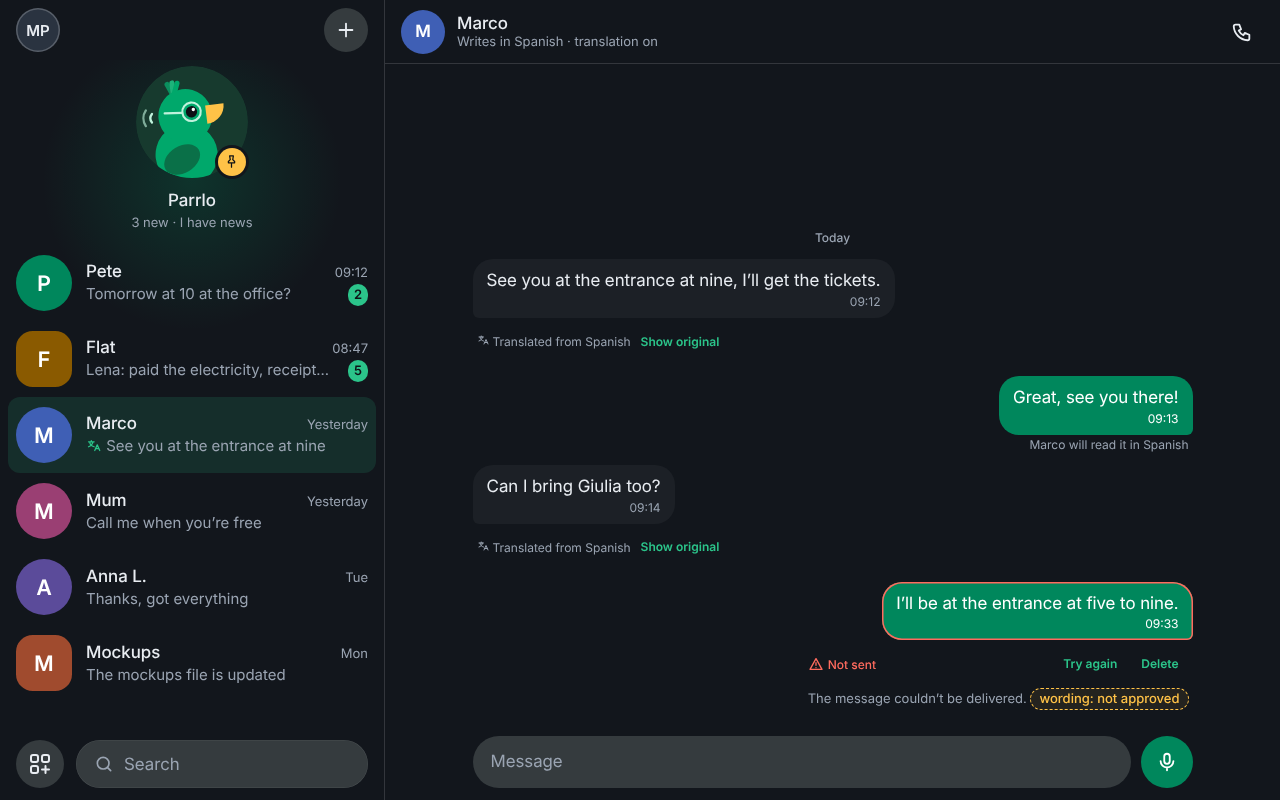 MP
Parrlo
3 new · I have news
P
Pete
09:12
Tomorrow at 10 at the office?
2
F
Flat
08:47
Lena: paid the electricity, receipt…
5
M
Marco
Yesterday
See you at the entrance at nine
M
Mum
Yesterday
Call me when you’re free
A
Anna L.
Tue
Thanks, got everything
M
Mockups
Mon
The mockups file is updated
Search
M
Marco
Writes in Spanish · translation on
Today
See you at the entrance at nine, I’ll get the tickets.
09:12
Translated from Spanish Show original
Great, see you there!
09:13
Marco will read it in Spanish
Can I bring Giulia too?
09:14
Translated from Spanish Show original
I’ll be at the entrance at five to nine.
09:33
Not sent
Try again Delete
The message couldn’t be delivered. wording: not approved
Message